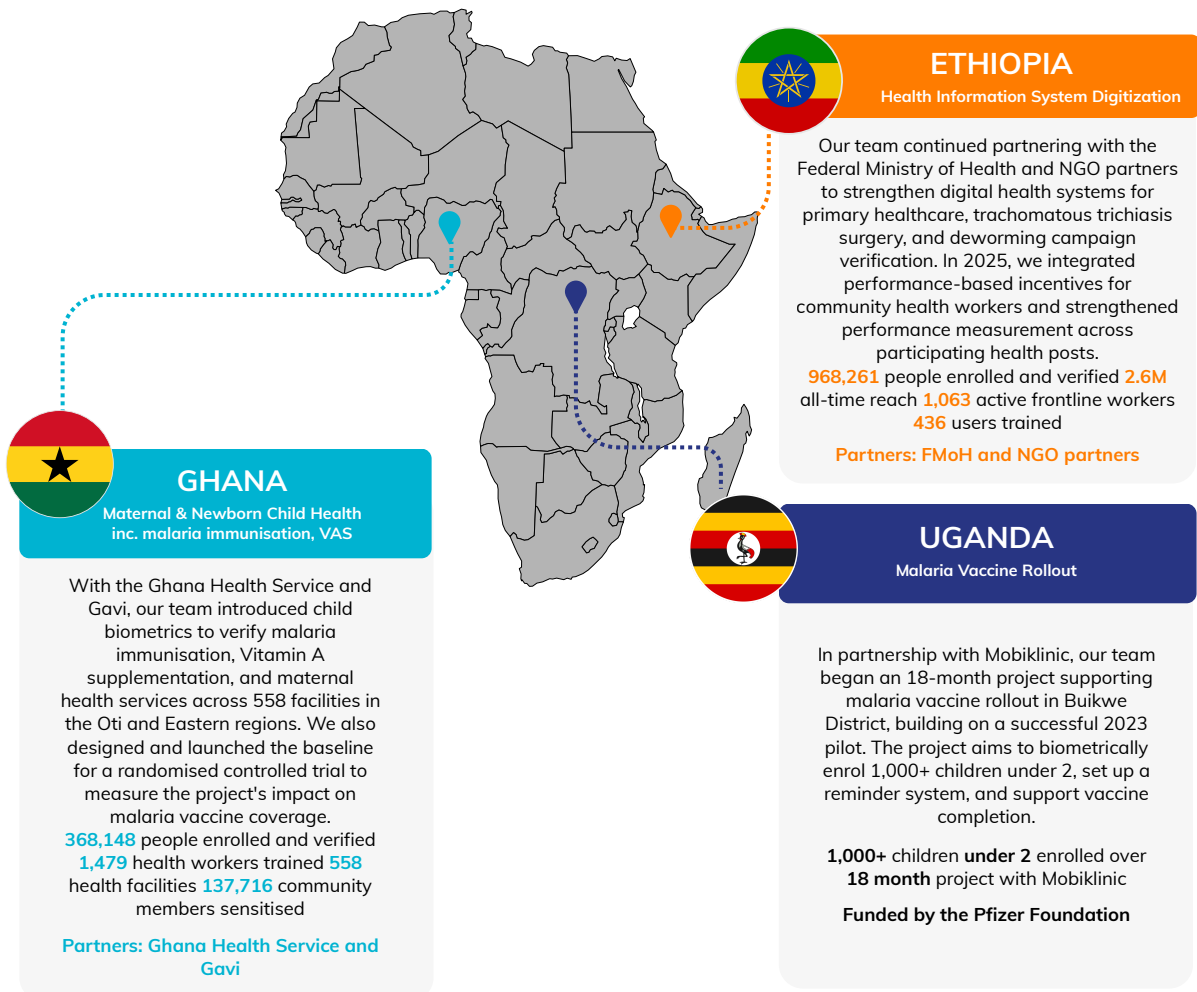 ETHIOPIA
Health Information System Digitization
Our team continued partnering with the
Federal Ministry of Health and NGO partners
to strengthen digital health systems for
primary healthcare, trachomatous trichiasis
surgery, and deworming campaign
verification. In 2025, we integrated
performance-based incentives for
community health workers and strengthened
performance measurement across
participating health posts.
968,261 people enrolled and verified 2.6M
all-time reach 1,063 active frontline workers
436 users trained
Partners: FMoH and NGO partners
GHANA
Maternal & Newborn Child Health
inc. malaria immunisation, VAS
With the Ghana Health Service and
Gavi, our team introduced child
biometrics to verify malaria
immunisation, Vitamin A
supplementation, and maternal
health services across 558 facilities in
the Oti and Eastern regions. We also
designed and launched the baseline
for a randomised controlled trial to
measure the project's impact on
malaria vaccine coverage.
368,148 people enrolled and verified
1,479 health workers trained 558
health facilities 137,716 community
members sensitised
Partners: Ghana Health Service and
Gavi
UGANDA
Malaria Vaccine Rollout
In partnership with Mobiklinic, our team
began an 18-month project supporting
malaria vaccine rollout in Buikwe
District, building on a successful 2023
pilot. The project aims to biometrically
enrol 1,000+ children under 2, set up a
reminder system, and support vaccine
completion.
1,000+ children under 2 enrolled over
18 month project with Mobiklinic
Funded by the Pfizer Foundation